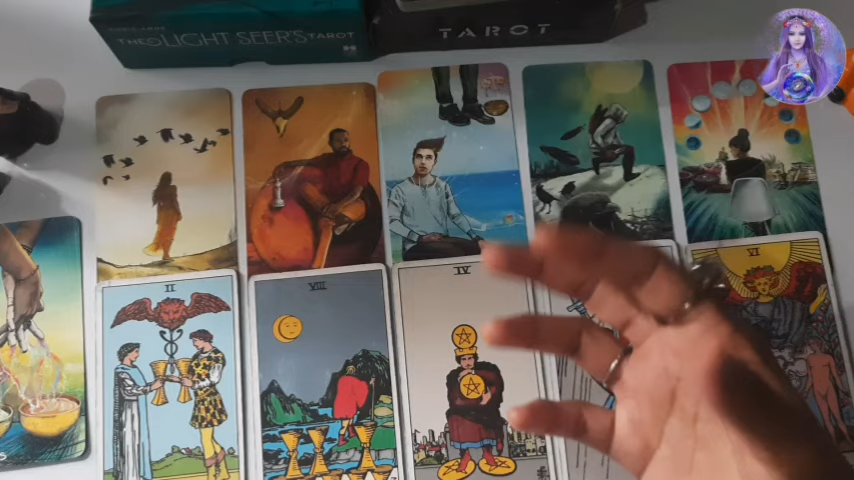 THE LIGHT SEER'S TAROT
TAROT
II
VIII
IV
VI